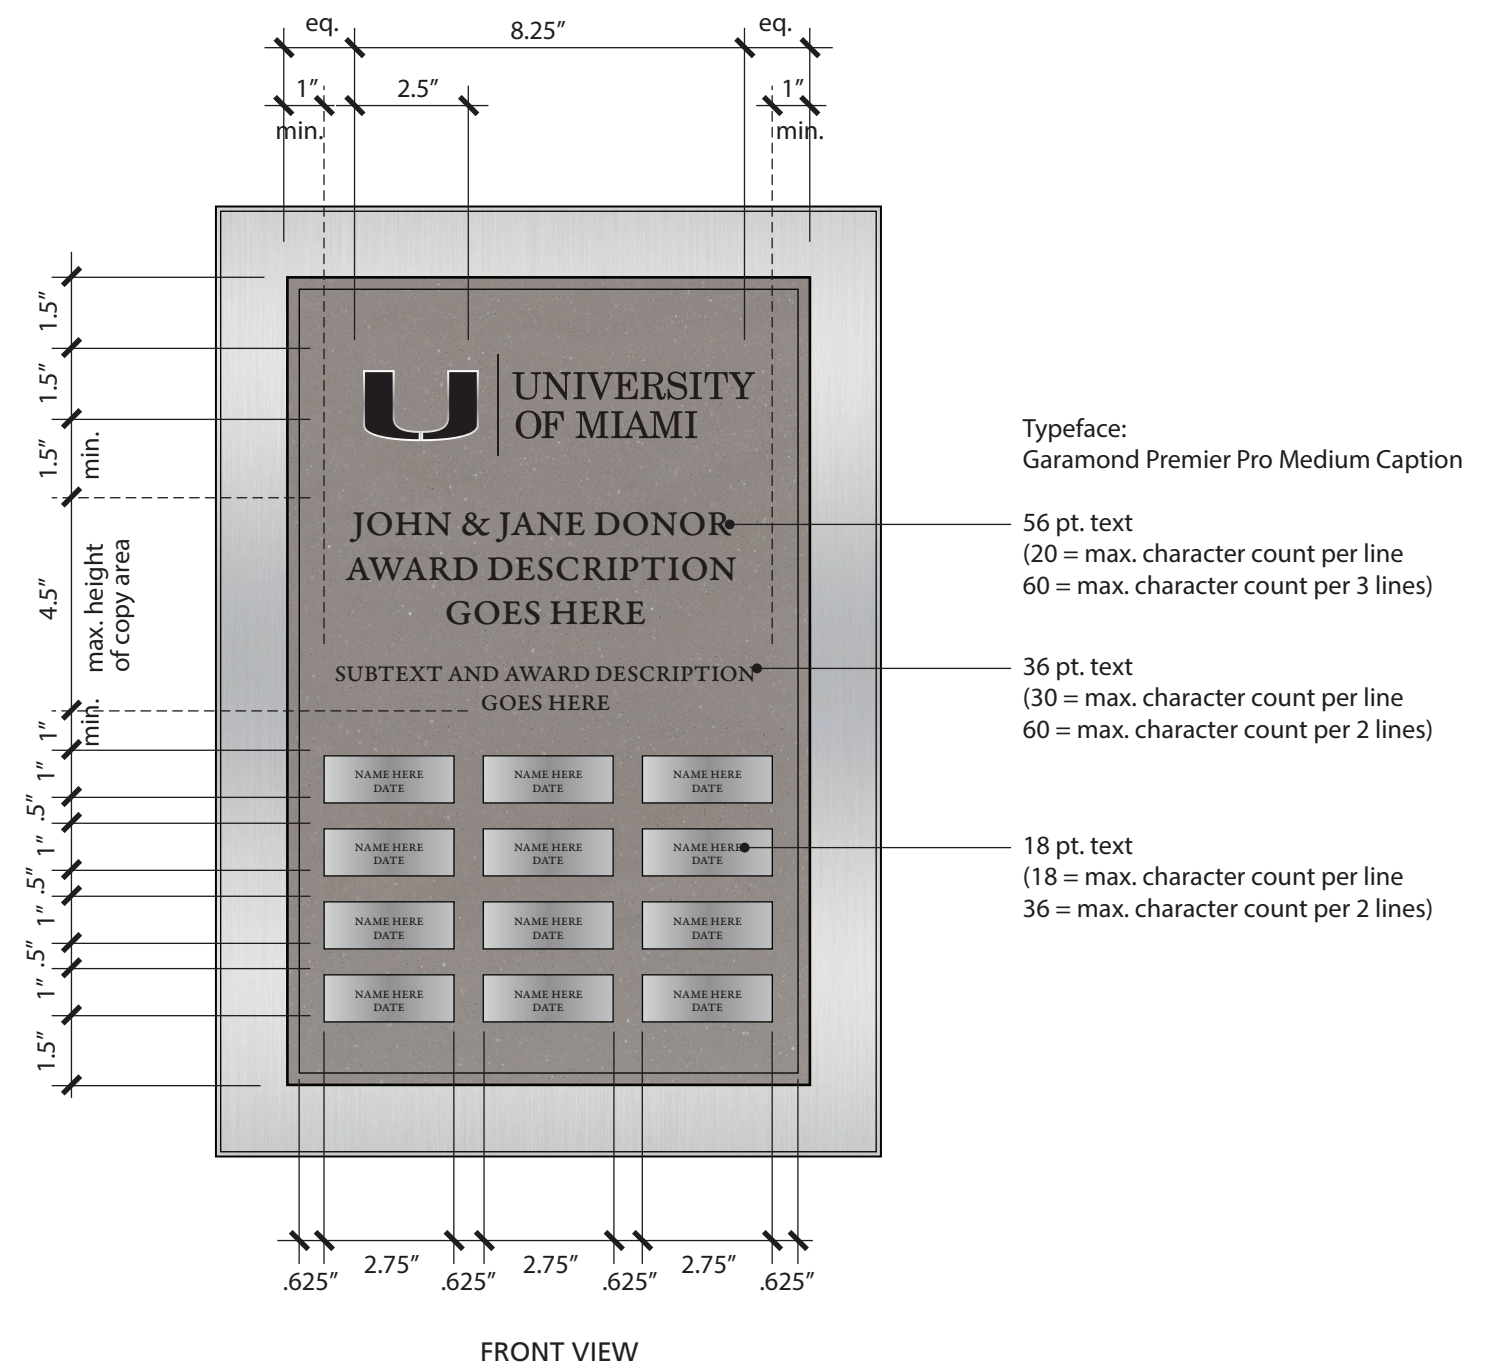 eq.
8.25″
eq.
1″
2.5″
1″
min.
min.
1.5″
1.5″
1.5″
min.
4.5″
max. height
of copy area
1″
min.
1″
.5″
1″
.5″
1″
.5″
1″
1.5″
UNIVERSITY
OF MIAMI
JOHN & JANE DONOR
AWARD DESCRIPTION
GOES HERE
SUBTEXT AND AWARD DESCRIPTION
GOES HERE
NAME HERE
DATE
NAME HERE
DATE
NAME HERE
DATE
NAME HERE
DATE
NAME HERE
DATE
NAME HERE
DATE
NAME HERE
DATE
NAME HERE
DATE
NAME HERE
DATE
NAME HERE
DATE
NAME HERE
DATE
NAME HERE
DATE
Typeface:
Garamond Premier Pro Medium Caption
56 pt. text
(20 = max. character count per line
60 = max. character count per 3 lines)
36 pt. text
(30 = max. character count per line
60 = max. character count per 2 lines)
18 pt. text
(18 = max. character count per line
36 = max. character count per 2 lines)
.625″
2.75″
.625″
2.75″
.625″
2.75″
.625″
FRONT VIEW